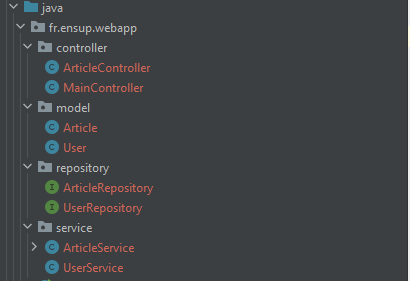 java
fr.ensup.webapp
controller
C ArticleController
C MainController
model
C Article
C User
repository
I ArticleRepository
I UserRepository
service
C ArticleService
C UserService